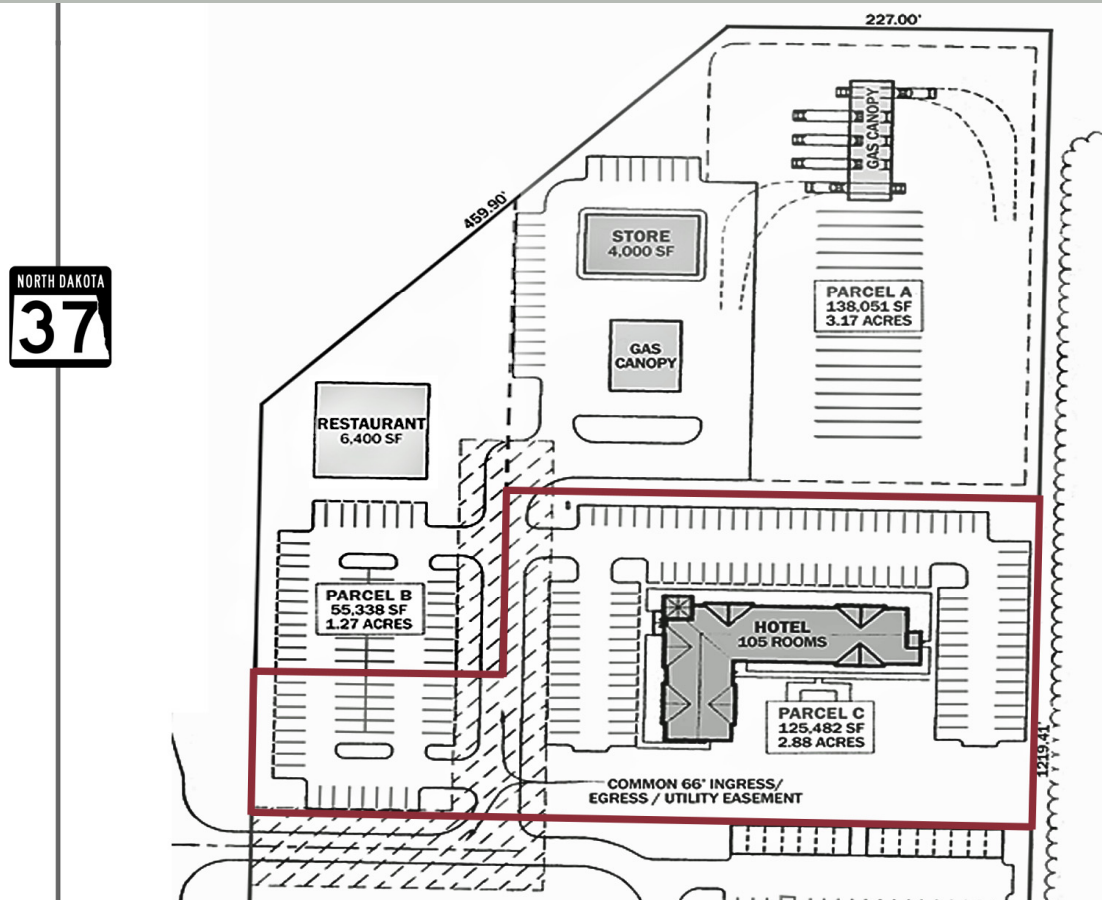 227.00'
GAS CANOPY
459.90'
STORE
4,000 SF
NORTH DAKOTA
37
PARCEL A
138,051 SF
3.17 ACRES
GAS
CANOPY
RESTAURANT
6,400 SF
PARCEL B
55,338 SF
1.27 ACRES
HOTEL
105 ROOMS
PARCEL C
125,482 SF
2.88 ACRES
1219.41'
COMMON 66' INGRESS/
EGRESS / UTILITY EASEMENT